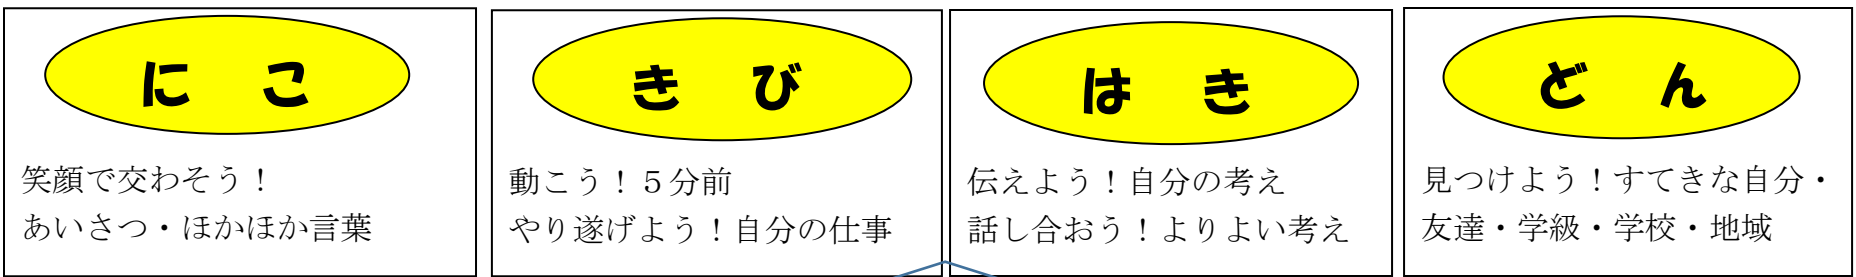 にこ
笑顔で交わそう！
あいさつ・ほかほか言葉
きび
動こう！５分前
やり遂げよう！自分の仕事
はき
伝えよう！自分の考え
話し合おう！よりよい考え
どん
見つけよう！すてきな自分・
友達・学級・学校・地域